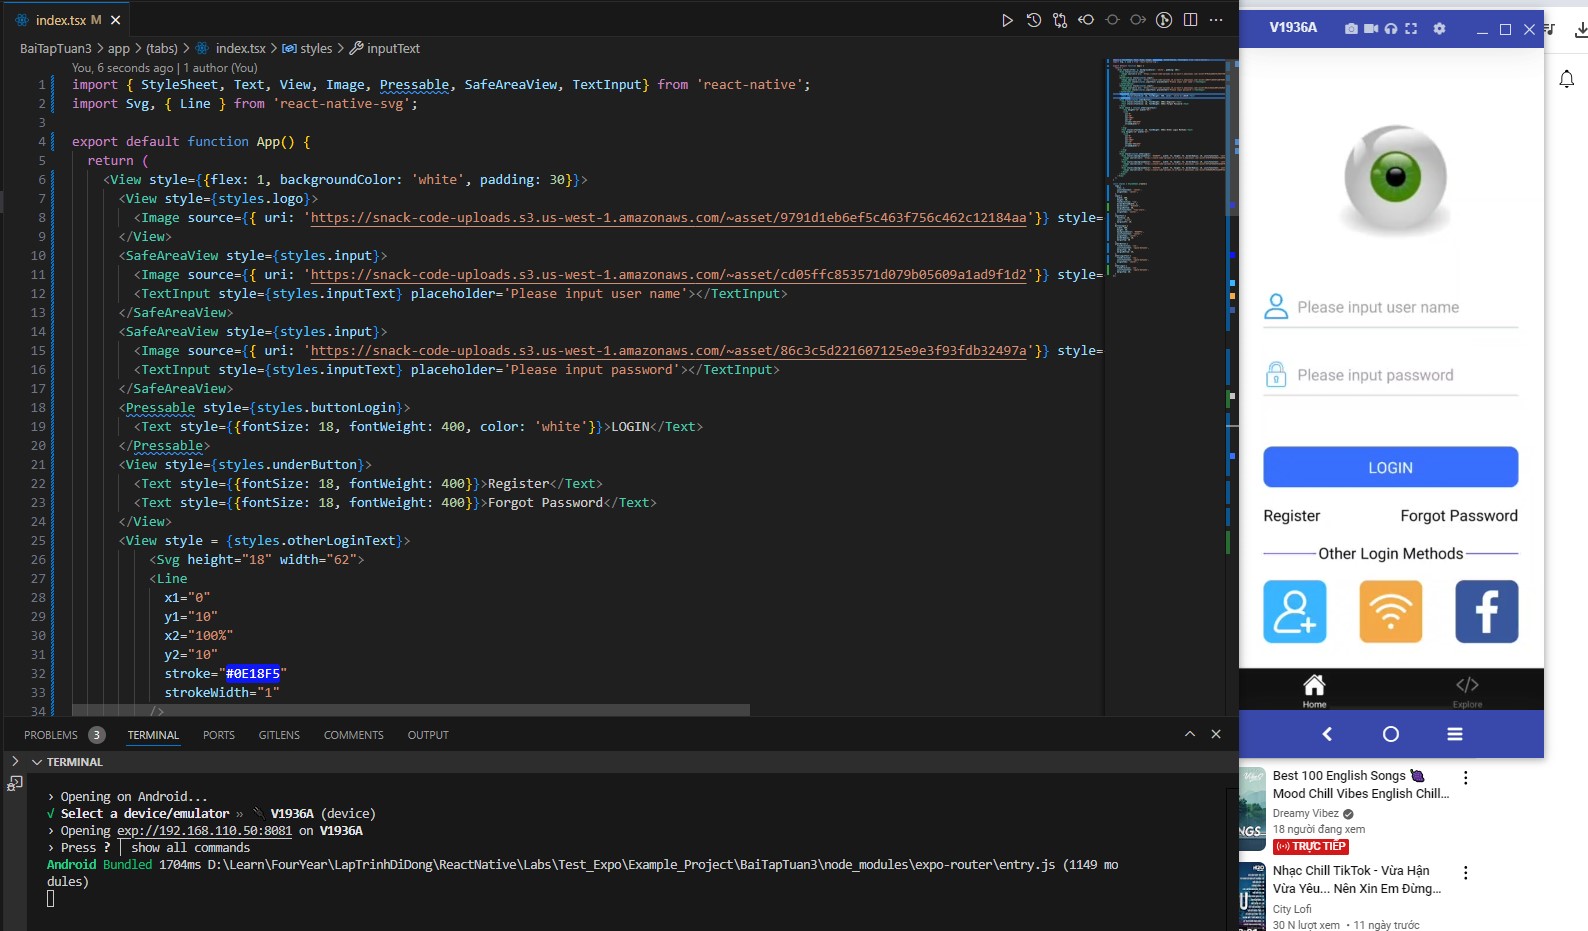 index.tsx M
BaiTapTuan3 > app > (tabs) > index.tsx > styles > inputText
You, 6 seconds ago | 1 author (You)
1 import { StyleSheet, Text, View, Image, Pressable, SafeAreaView, TextInput} from 'react-native';
2 import Svg, { Line } from 'react-native-svg';
3
4 export default function App() {
5 return (
6 <View style={{flex: 1, backgroundColor: 'white', padding: 30}}>
7 <View style={styles.logo}>
8 <Image source={{ uri: 'https://snack-code-uploads.s3.us-west-1.amazonaws.com/~asset/9791d1eb6ef5c463f756c462c12184aa'}} style=
9 </View>
10 <SafeAreaView style={styles.input}>
11 <Image source={{ uri: 'https://snack-code-uploads.s3.us-west-1.amazonaws.com/~asset/cd05ffc853571d079b05609a1ad9f1d2'}} style=
12 <TextInput style={styles.inputText} placeholder='Please input user name'></TextInput>
13 </SafeAreaView>
14 <SafeAreaView style={styles.input}>
15 <Image source={{ uri: 'https://snack-code-uploads.s3.us-west-1.amazonaws.com/~asset/86c3c5d221607125e9e3f93fdb32497a'}} style=
16 <TextInput style={styles.inputText} placeholder='Please input password'></TextInput>
17 </SafeAreaView>
18 <Pressable style={styles.buttonLogin}>
19 <Text style={{fontSize: 18, fontWeight: 400, color: 'white'}}>LOGIN</Text>
20 </Pressable>
21 <View style={styles.underButton}>
22 <Text style={{fontSize: 18, fontWeight: 400}}>Register</Text>
23 <Text style={{fontSize: 18, fontWeight: 400}}>Forgot Password</Text>
24 </View>
25 <View style = {styles.otherLoginText}>
26 <Svg height="18" width="62">
27 <Line
28 x1="0"
29 y1="10"
30 x2="100%"
31 y2="10"
32 stroke="#0E18F5"
33 strokeWidth="1"
34 />
PROBLEMS 3 TERMINAL PORTS GITLENS COMMENTS OUTPUT
TERMINAL
› Opening on Android...
√ Select a device/emulator » V1936A (device)
› Opening exp://192.168.110.50:8081 on V1936A
› Press ? │ show all commands
Android Bundled 1704ms D:\Learn\FourYear\LapTrinhDiDong\ReactNative\Labs\Test_Expo\Example_Project\BaiTapTuan3\node_modules\expo-router\entry.js (1149 mo
dules)
V1936A
Please input user name
Please input password
LOGIN
Register Forgot Password
Other Login Methods
Home Explore
Best 100 English Songs
Mood Chill Vibes English Chill...
Dreamy Vibez
18 người đang xem
TRỰC TIẾP
Nhạc Chill TikTok - Vừa Hận
Vừa Yêu... Nên Xin Em Đừng...
City Lofi
30 N lượt xem • 11 ngày trước